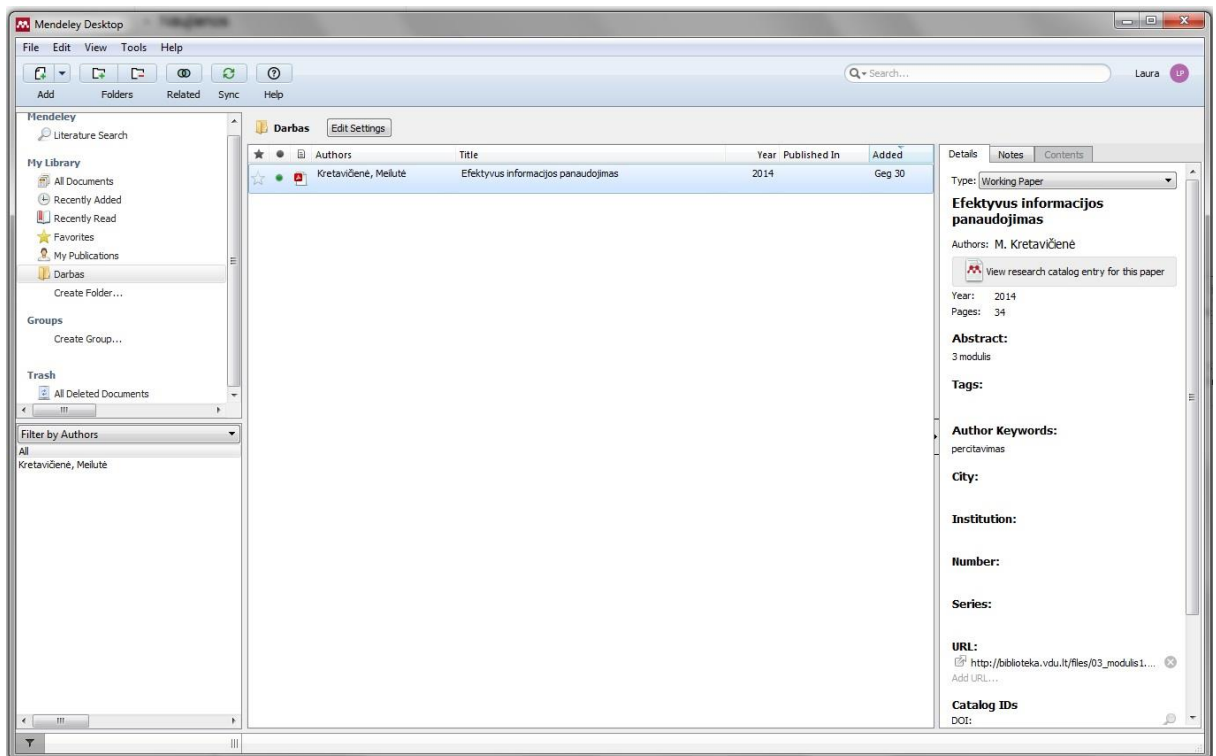 Mendeley Desktop
File Edit View Tools Help
Search...
Laura LP
Add Folders Related Sync Help
Mendeley
Literature Search
My Library
All Documents
Recently Added
Recently Read
Favorites
My Publications
Darbas
Create Folder...
Groups
Create Group...
Trash
All Deleted Documents
Filter by Authors
All
Kretavičienė, Meilutė
Darbas Edit Settings
Authors Title Year Published In Added
Kretavičienė, Meilutė Efektyvus informacijos panaudojimas 2014 Geg 30
Details Notes Contents
Type: Working Paper
Efektyvus informacijos
panaudojimas
Authors: M. Kretavičienė
View research catalog entry for this paper
Year: 2014
Pages: 34
Abstract:
3 modulis
Tags:
Author Keywords:
percitavimas
City:
Institution:
Number:
Series:
URL:
http://biblioteka.vdu.lt/files/03_modulis1....
Add URL...
Catalog IDs
DOI: